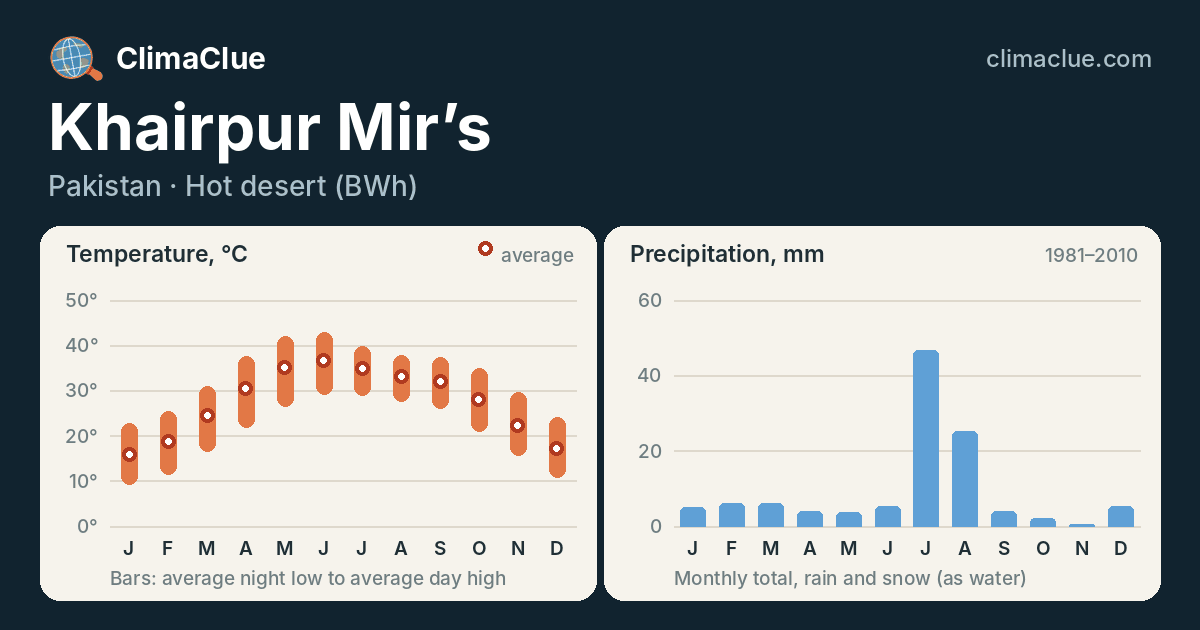 ClimaClue
climaclue.com
Khairpur Mir’s
Pakistan · Hot desert (BWh)
Temperature, °C
average
50°
40°
30°
20°
10°
0°
J F M A M J J A S O N D
Bars: average night low to average day high
Precipitation, mm
1981–2010
60
40
20
0
J F M A M J J A S O N D
Monthly total, rain and snow (as water)